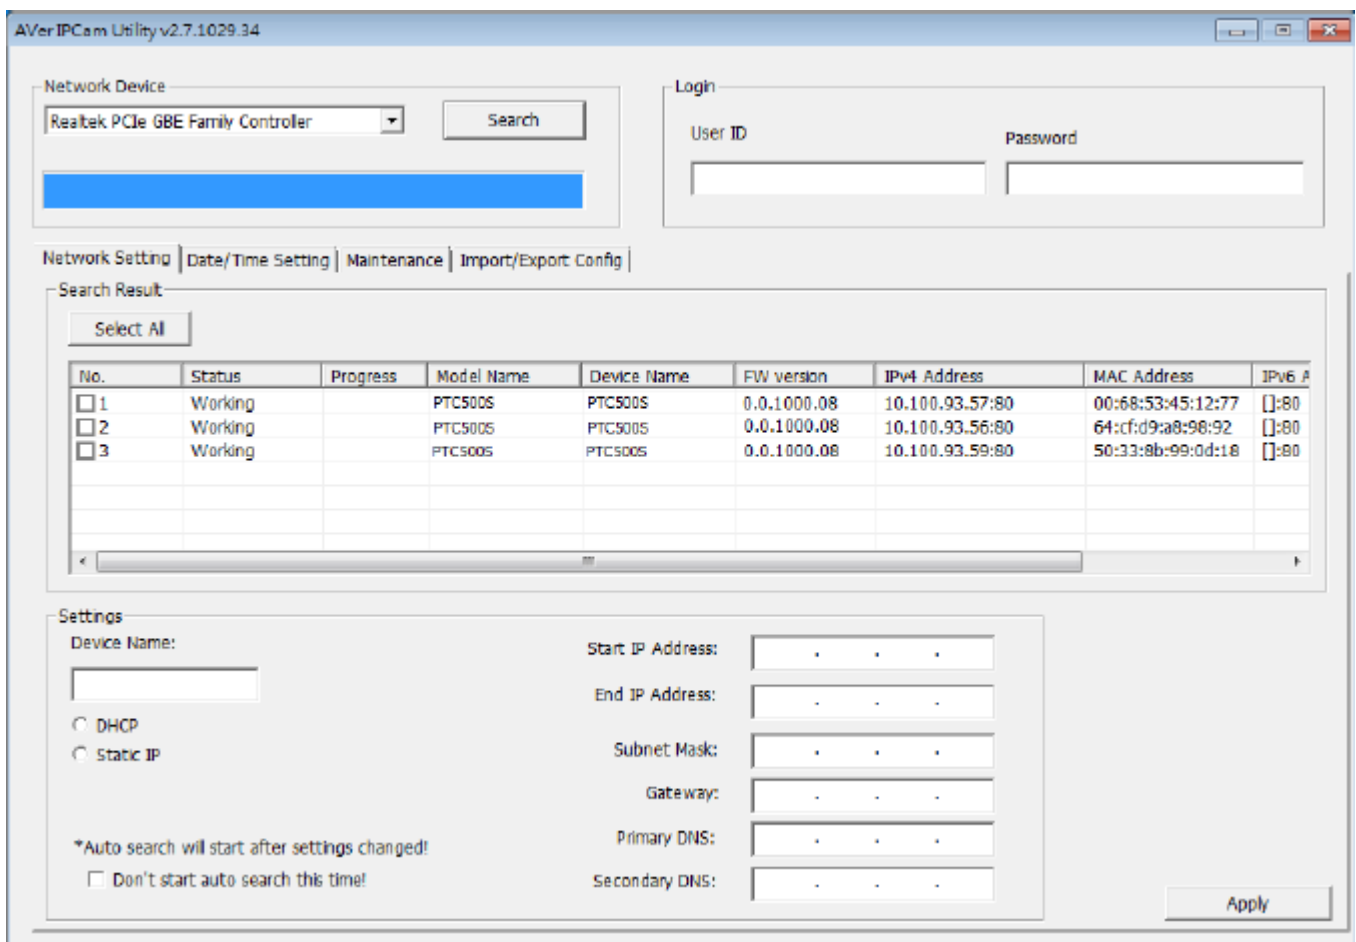 AVer IPCam Utility v2.7.1029.34
Network Device
Realtek PCIe GBE Family Controller
Search
Login
User ID
Password
Network Setting Date/Time Setting Maintenance Import/Export Config
Search Result
Select All
No. Status Progress Model Name Device Name FW version IPv4 Address MAC Address IPv6 A
1 Working PTC500S PTC500S 0.0.1000.08 10.100.93.57:80 00:68:53:45:12:77 []:80
2 Working PTC500S PTC500S 0.0.1000.08 10.100.93.56:80 64:cf:d9:a8:98:92 []:80
3 Working PTC500S PTC500S 0.0.1000.08 10.100.93.59:80 50:33:8b:99:0d:18 []:80
Settings
Device Name:
DHCP
Static IP
*Auto search will start after settings changed!
Don't start auto search this time!
Start IP Address: . . .
End IP Address: . . .
Subnet Mask: . . .
Gateway: . . .
Primary DNS: . . .
Secondary DNS: . . .
Apply